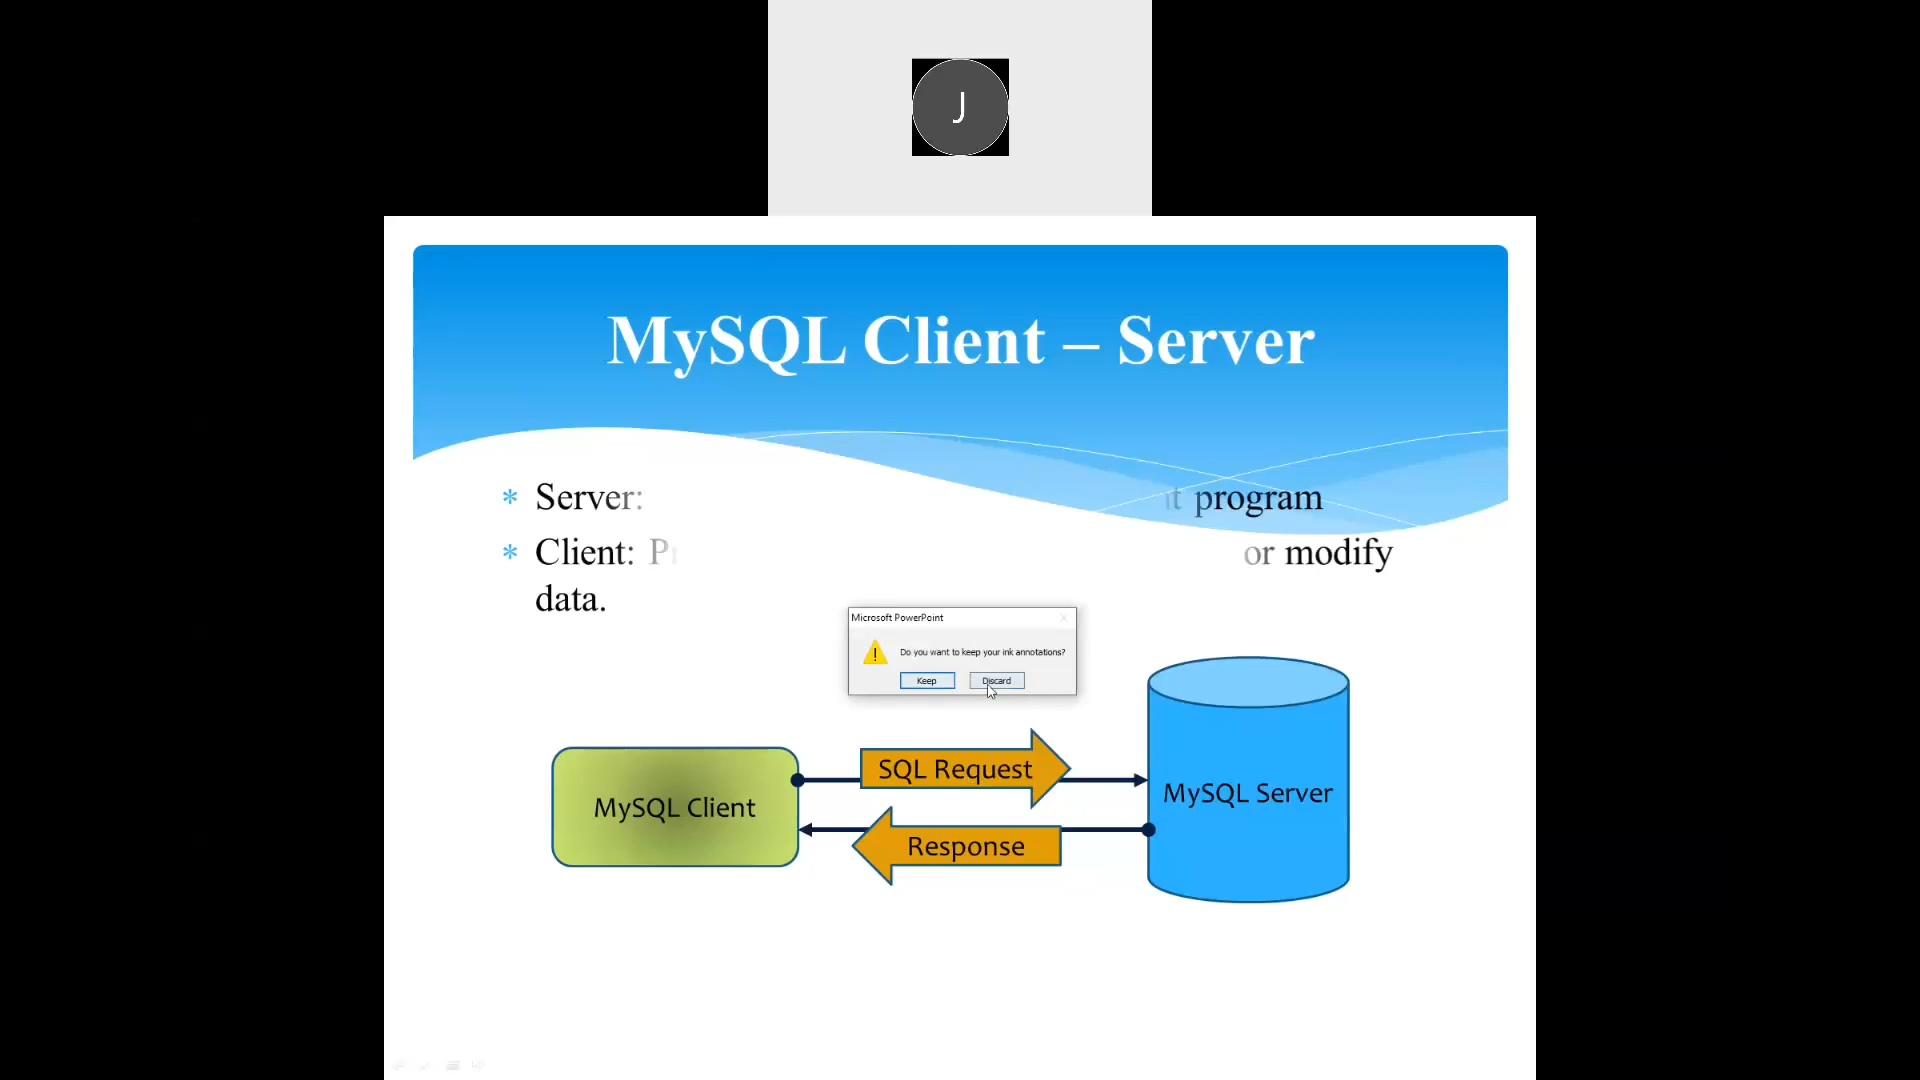 J
MySQL Client – Server
* Server: program
* Client: or modify
data.
Microsoft PowerPoint
Do you want to keep your ink annotations?
Keep Discard
SQL Request
MySQL Client
MySQL Server
Response